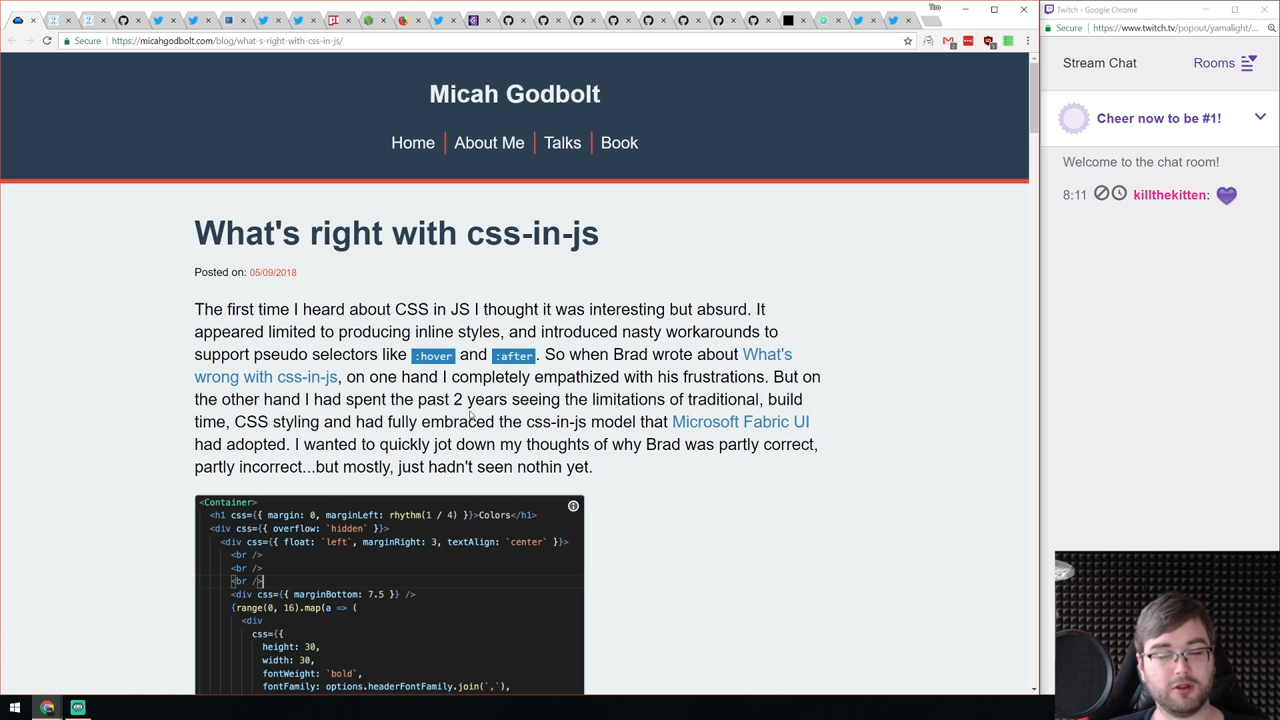 Tim
Secure
https://micahgodbolt.com/blog/what-s-right-with-css-in-js/
Micah Godbolt
Home
About Me
Talks
Book
What's right with css-in-js
Posted on: 05/09/2018
The first time I heard about CSS in JS I thought it was interesting but absurd. It
appeared limited to producing inline styles, and introduced nasty workarounds to
support pseudo selectors like :hover and :after. So when Brad wrote about What's
wrong with css-in-js, on one hand I completely empathized with his frustrations. But on
the other hand I had spent the past 2 years seeing the limitations of traditional, build
time, CSS styling and had fully embraced the css-in-js model that Microsoft Fabric UI
had adopted. I wanted to quickly jot down my thoughts of why Brad was partly correct,
partly incorrect...but mostly, just hadn't seen nothin yet.
<Container>
<h1 css={{ margin: 0, marginLeft: rhythm(1 / 4) }}>Colors</h1>
<div css={{ overflow: `hidden` }}>
<div css={{ float: `left`, marginRight: 3, textAlign: `center` }}>
<br />
<br />
<br />
<div css={{ marginBottom: 7.5 }} />
{range(0, 16).map(a => (
<div
css={{
height: 30,
width: 30,
fontWeight: `bold`,
fontFamily: options.headerFontFamily.join(`,`),
Twitch - Google Chrome
Secure
https://www.twitch.tv/popout/yamalight/...
Stream Chat
Rooms
Cheer now to be #1!
Welcome to the chat room!
8:11 killthekitten: